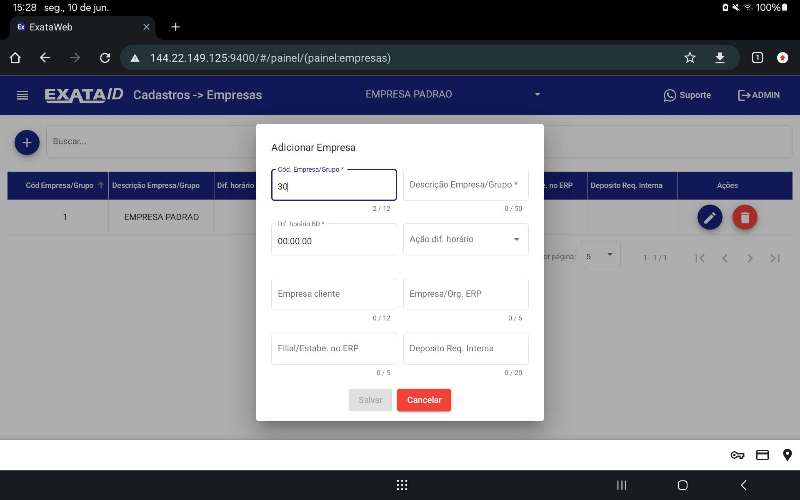 15:28 seg., 10 de jun. 100%
ExataWeb
144.22.149.125:9400/#/painel/(painel:empresas)
1
EXATAID Cadastros -> Empresas EMPRESA PADRAO Suporte ADMIN
Buscar...
Cód Empresa/Grupo Descrição Empresa/Grupo Dif. horário no ERP Deposito Req. Interna Ações
1 EMPRESA PADRAO
página: 5 1-1/1
Adicionar Empresa
Cód. Empresa/Grupo *
30
2 / 12
Descrição Empresa/Grupo *
0 / 50
Dif. horário BD *
00:00:00
Ação dif. horário
Empresa cliente
0 / 12
Empresa/Org. ERP
0 / 5
Filial/Estabe. no ERP
0 / 5
Deposito Req. Interna
0 / 20
Salvar Cancelar